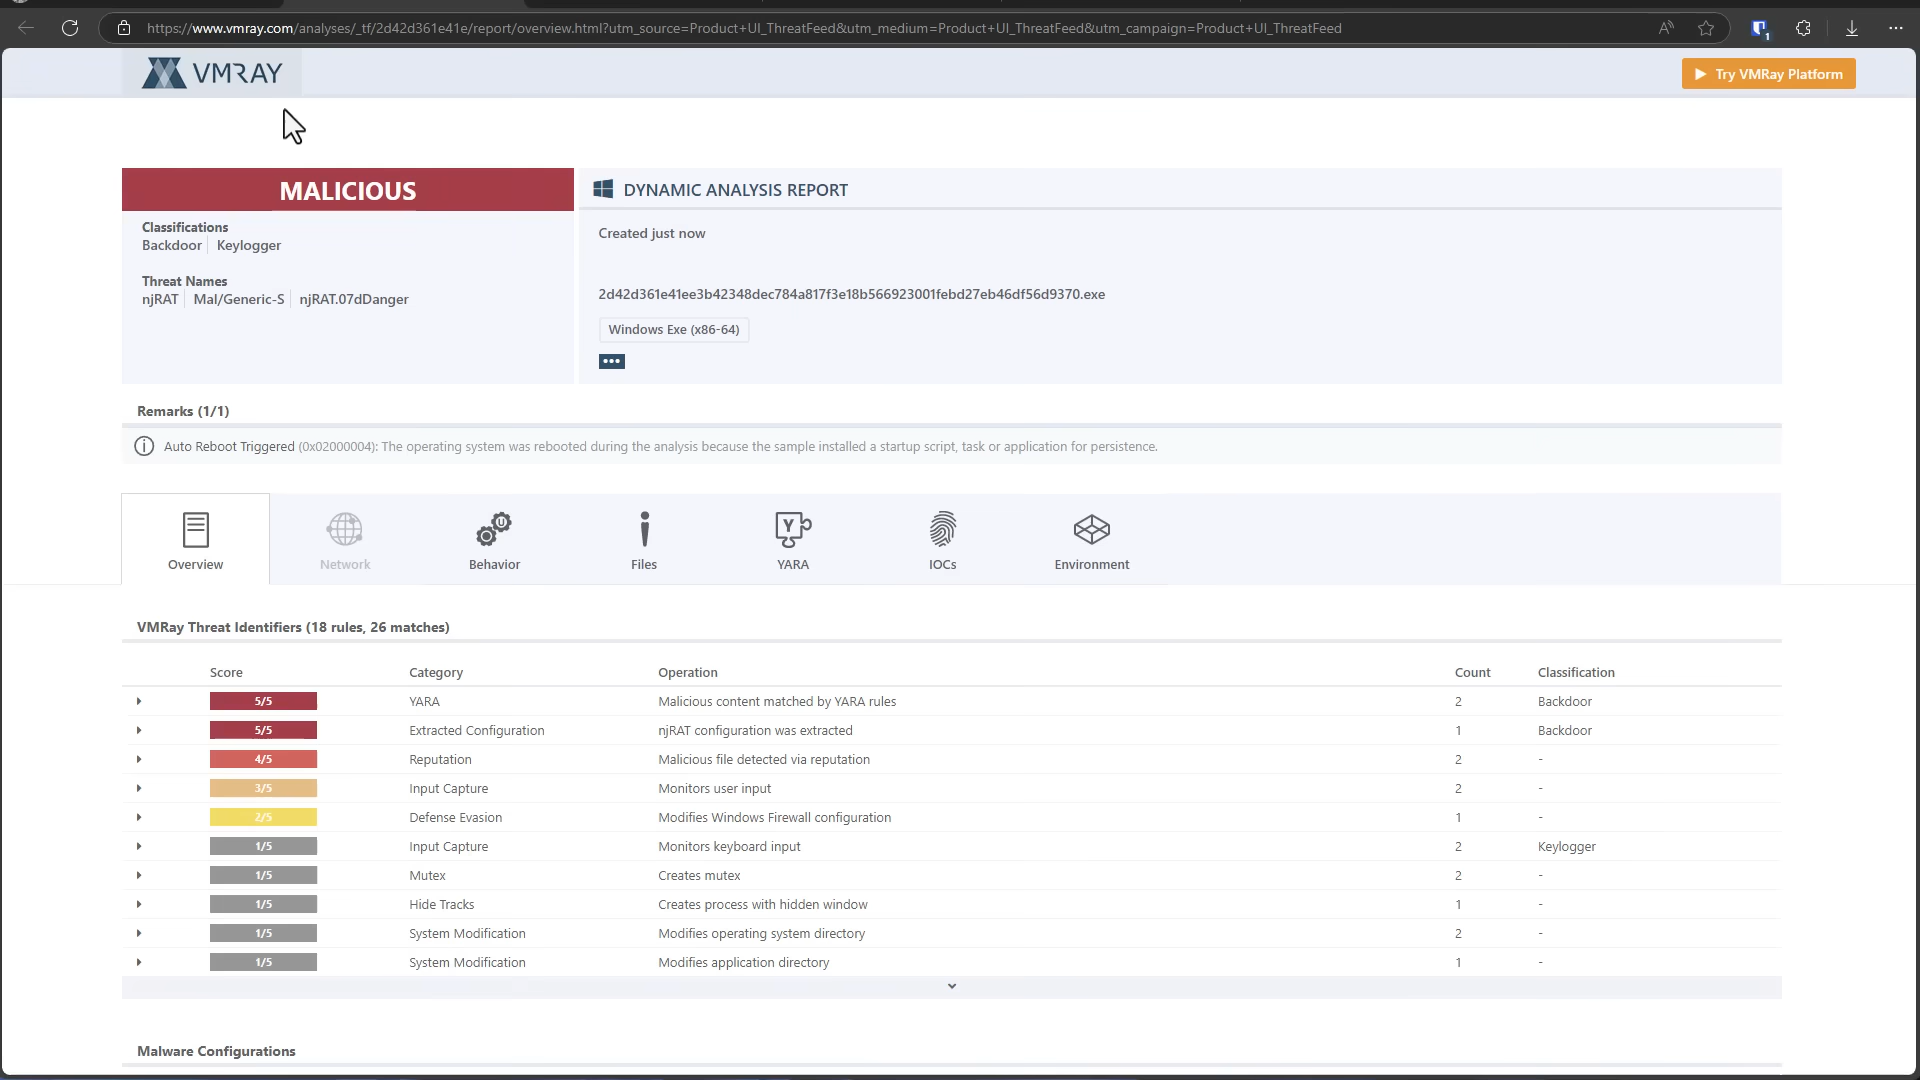 https://www.vmray.com/analyses/_tf/2d42d361e41e/report/overview.html?utm_source=Product+UI_ThreatFeed&utm_medium=Product+UI_ThreatFeed&utm_campaign=Product+UI_ThreatFeed
1
VMRAY
Try VMRay Platform
MALICIOUS
Classifications
Backdoor Keylogger
Threat Names
njRAT Mal/Generic-S njRAT.07dDanger
DYNAMIC ANALYSIS REPORT
Created just now
2d42d361e41ee3b42348dec784a817f3e18b566923001febd27eb46df56d9370.exe
Windows Exe (x86-64)
Remarks (1/1)
Auto Reboot Triggered (0x02000004): The operating system was rebooted during the analysis because the sample installed a startup script, task or application for persistence.
Overview Network Behavior Files YARA IOCs Environment
VMRay Threat Identifiers (18 rules, 26 matches)
Score Category Operation Count Classification
5/5 YARA Malicious content matched by YARA rules 2 Backdoor
5/5 Extracted Configuration njRAT configuration was extracted 1 Backdoor
4/5 Reputation Malicious file detected via reputation 2 -
3/5 Input Capture Monitors user input 2 -
2/5 Defense Evasion Modifies Windows Firewall configuration 1 -
1/5 Input Capture Monitors keyboard input 2 Keylogger
1/5 Mutex Creates mutex 2 -
1/5 Hide Tracks Creates process with hidden window 1 -
1/5 System Modification Modifies operating system directory 2 -
1/5 System Modification Modifies application directory 1 -
Malware Configurations